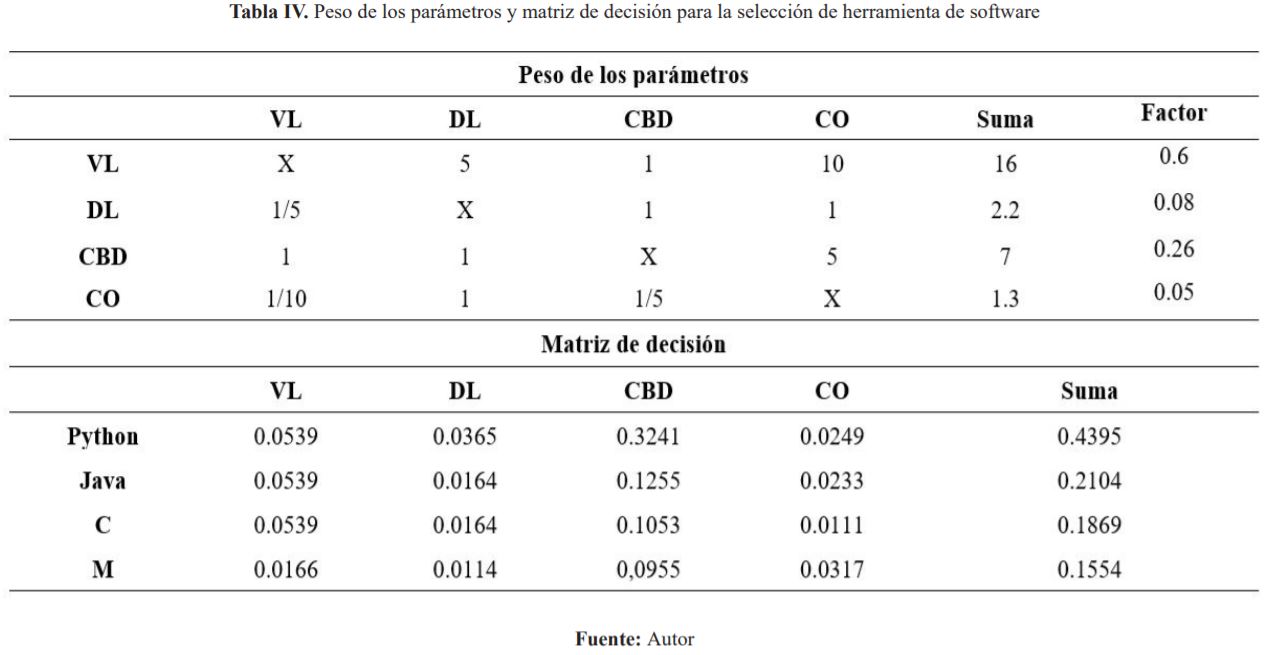 Tabla IV. Peso de los parámetros y matriz de decisión para la selección de herramienta de software
Peso de los parámetros
VL DL CBD CO Suma Factor
VL X 5 1 10 16 0.6
DL 1/5 X 1 1 2.2 0.08
CBD 1 1 X 5 7 0.26
CO 1/10 1 1/5 X 1.3 0.05
Matriz de decisión
VL DL CBD CO Suma
Python 0.0539 0.0365 0.3241 0.0249 0.4395
Java 0.0539 0.0164 0.1255 0.0233 0.2104
C 0.0539 0.0164 0.1053 0.0111 0.1869
M 0.0166 0.0114 0,0955 0.0317 0.1554
Fuente: Autor